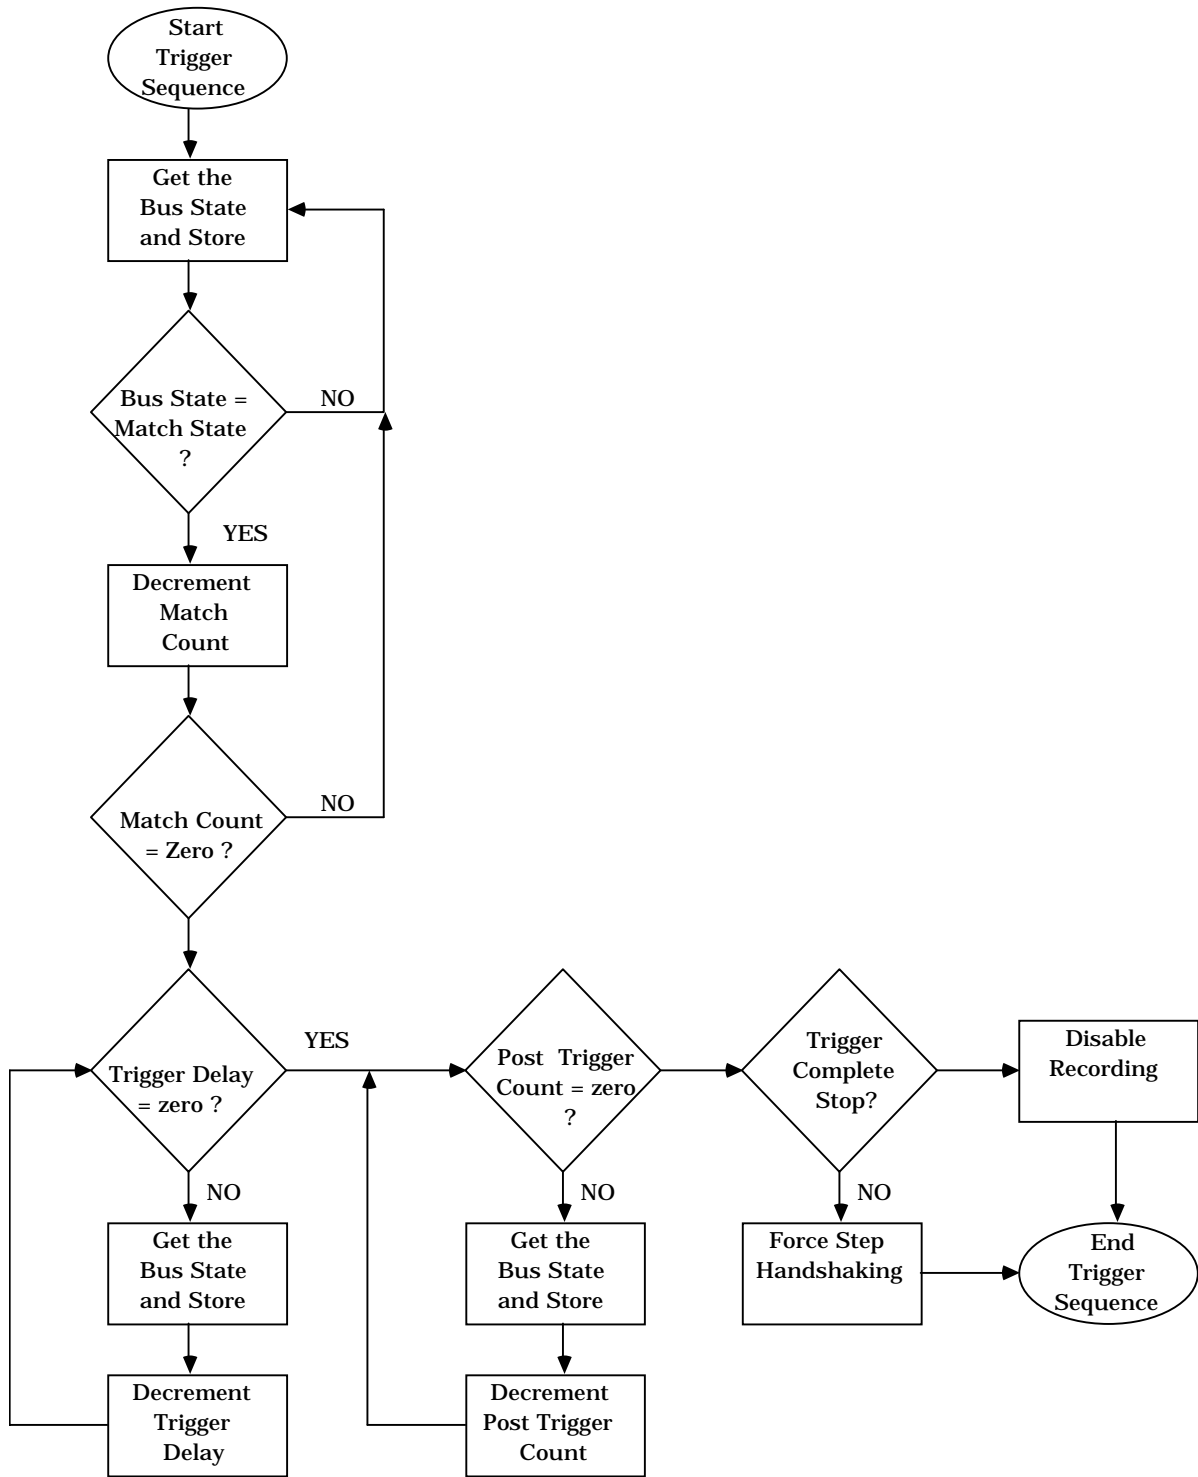 Start
Trigger
Sequence
Get the
Bus State
and Store
Bus State =
Match State
?
NO
YES
Decrement
Match
Count
Match Count
= Zero ?
NO
Trigger Delay
= zero ?
YES
NO
Get the
Bus State
and Store
Decrement
Trigger
Delay
Post Trigger
Count = zero
?
NO
Get the
Bus State
and Store
Decrement
Post Trigger
Count
Trigger
Complete
Stop?
NO
Force Step
Handshaking
Disable
Recording
End
Trigger
Sequence